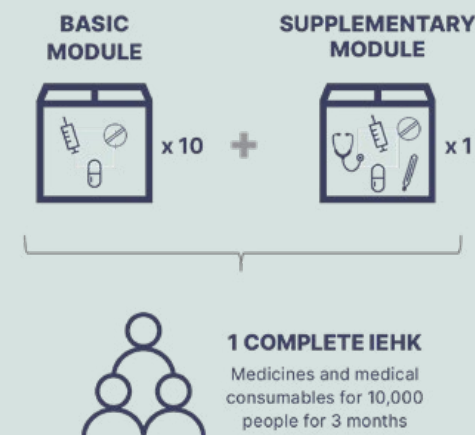 BASIC
MODULE
SUPPLEMENTARY
MODULE
x 10
x 1
1 COMPLETE IEHK
Medicines and medical
consumables for 10,000
people for 3 months